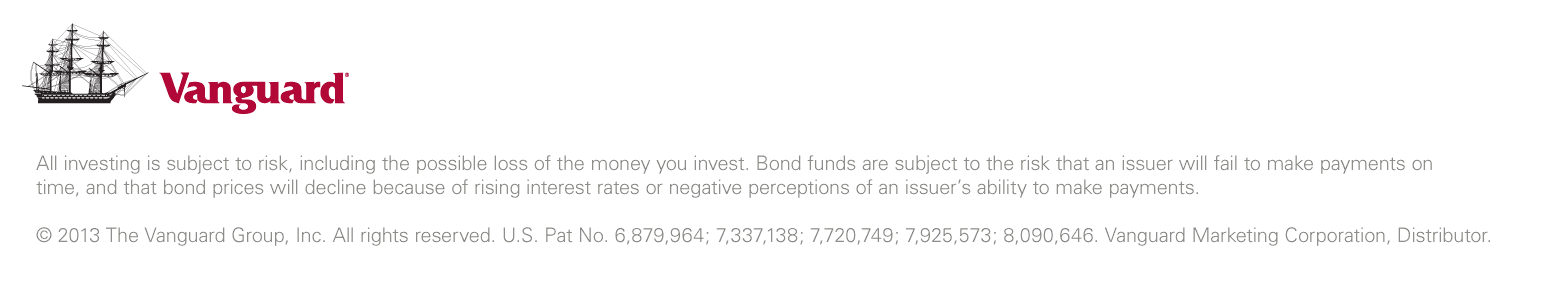 Vanguard®
All investing is subject to risk, including the possible loss of the money you invest. Bond funds are subject to the risk that an issuer will fail to make payments on
time, and that bond prices will decline because of rising interest rates or negative perceptions of an issuer’s ability to make payments.
© 2013 The Vanguard Group, Inc. All rights reserved. U.S. Pat No. 6,879,964; 7,337,138; 7,720,749; 7,925,573; 8,090,646. Vanguard Marketing Corporation, Distributor.